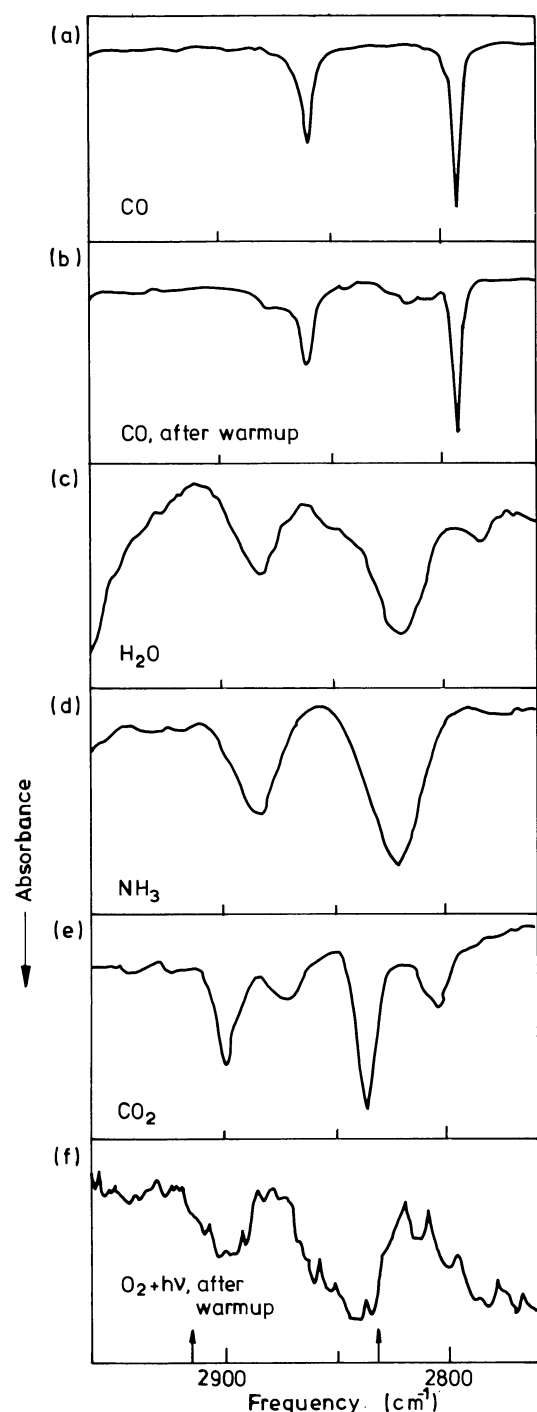 (a)
CO
(b)
CO, after warmup
(c)
H₂O
(d)
NH₃
Absorbance
(e)
CO₂
(f)
O₂+hν, after
warmup
2900
2800
Frequency (cm⁻¹)